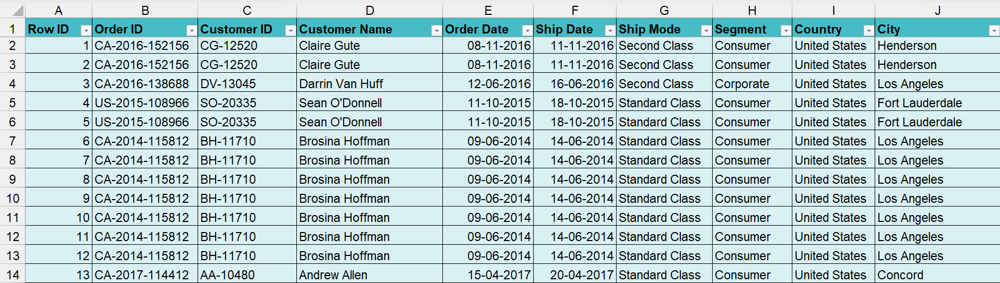 A B C D E F G H I J
1 Row ID Order ID Customer ID Customer Name Order Date Ship Date Ship Mode Segment Country City
2 1 CA-2016-152156 CG-12520 Claire Gute 08-11-2016 11-11-2016 Second Class Consumer United States Henderson
3 2 CA-2016-152156 CG-12520 Claire Gute 08-11-2016 11-11-2016 Second Class Consumer United States Henderson
4 3 CA-2016-138688 DV-13045 Darrin Van Huff 12-06-2016 16-06-2016 Second Class Corporate United States Los Angeles
5 4 US-2015-108966 SO-20335 Sean O'Donnell 11-10-2015 18-10-2015 Standard Class Consumer United States Fort Lauderdale
6 5 US-2015-108966 SO-20335 Sean O'Donnell 11-10-2015 18-10-2015 Standard Class Consumer United States Fort Lauderdale
7 6 CA-2014-115812 BH-11710 Brosina Hoffman 09-06-2014 14-06-2014 Standard Class Consumer United States Los Angeles
8 7 CA-2014-115812 BH-11710 Brosina Hoffman 09-06-2014 14-06-2014 Standard Class Consumer United States Los Angeles
9 8 CA-2014-115812 BH-11710 Brosina Hoffman 09-06-2014 14-06-2014 Standard Class Consumer United States Los Angeles
10 9 CA-2014-115812 BH-11710 Brosina Hoffman 09-06-2014 14-06-2014 Standard Class Consumer United States Los Angeles
11 10 CA-2014-115812 BH-11710 Brosina Hoffman 09-06-2014 14-06-2014 Standard Class Consumer United States Los Angeles
12 11 CA-2014-115812 BH-11710 Brosina Hoffman 09-06-2014 14-06-2014 Standard Class Consumer United States Los Angeles
13 12 CA-2014-115812 BH-11710 Brosina Hoffman 09-06-2014 14-06-2014 Standard Class Consumer United States Los Angeles
14 13 CA-2017-114412 AA-10480 Andrew Allen 15-04-2017 20-04-2017 Standard Class Consumer United States Concord